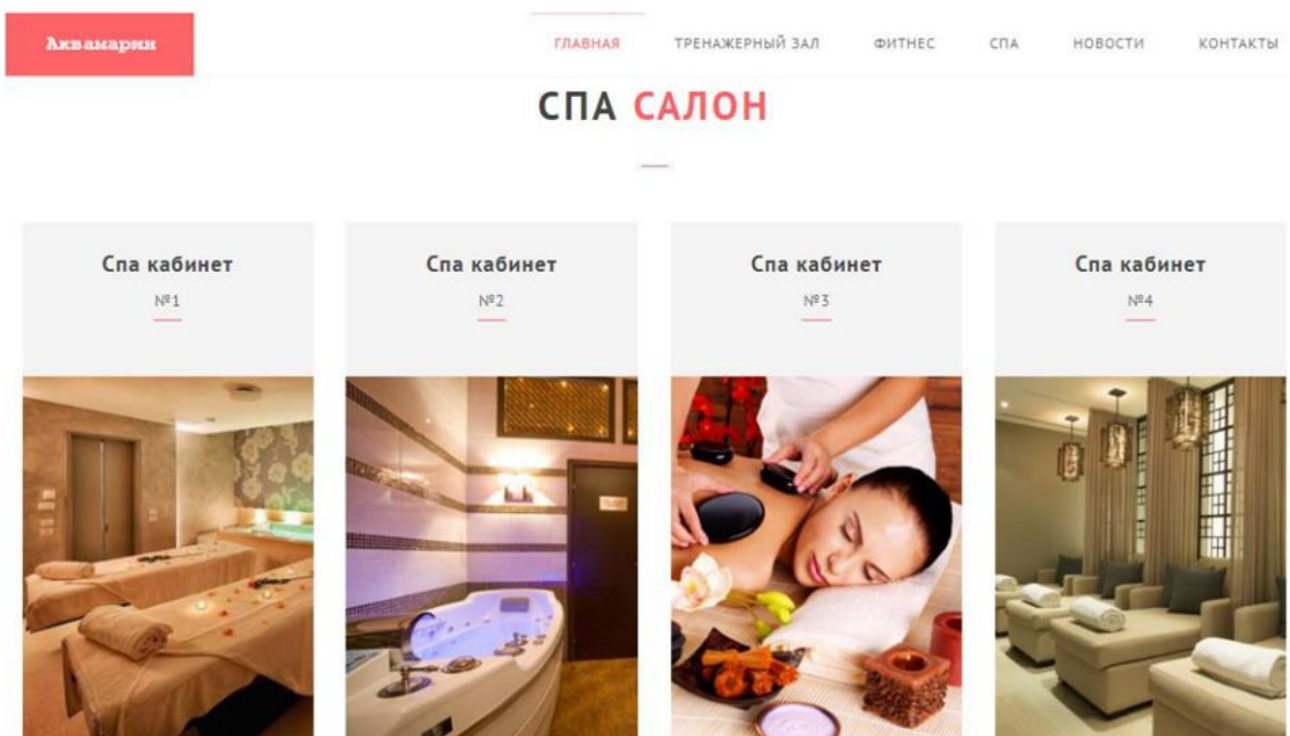 Аквамарин
ГЛАВНАЯ ТРЕНАЖЕРНЫЙ ЗАЛ ФИТНЕС СПА НОВОСТИ КОНТАКТЫ
СПА САЛОН
Спа кабинет
№1
Спа кабинет
№2
Спа кабинет
№3
Спа кабинет
№4